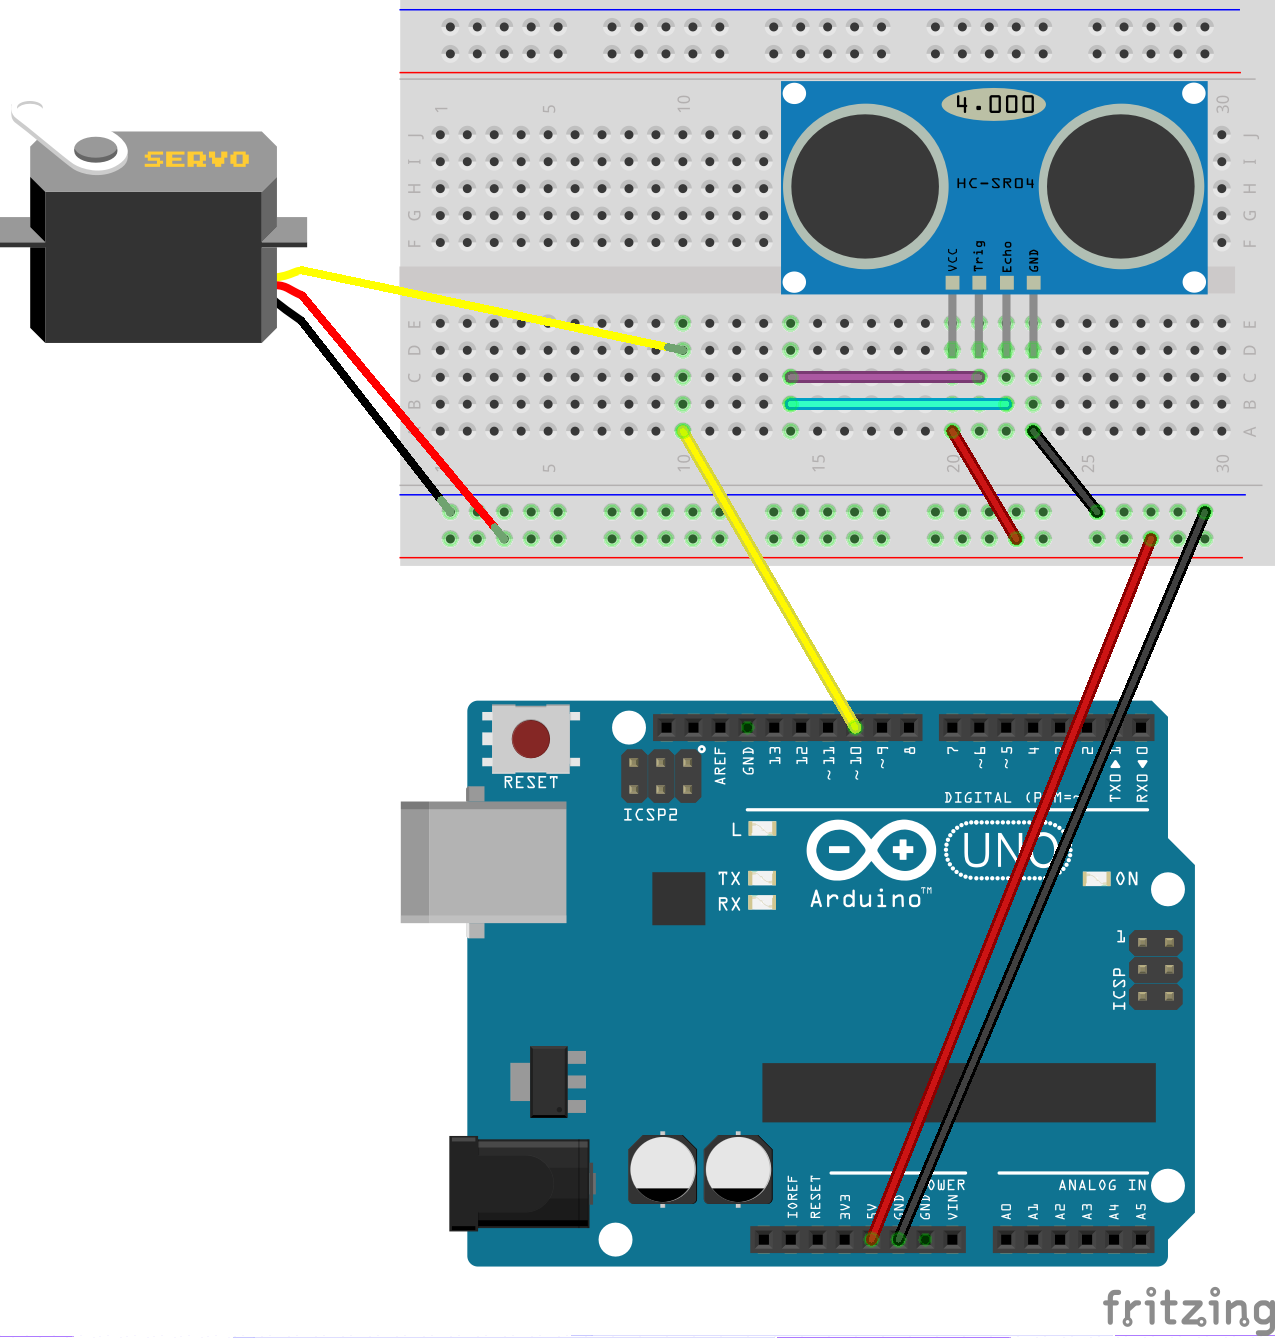 1 5 10 30
J J
I I
H H
G G
F F
4.000
HC-SR04
VCC Trig Echo GND
SERVO
E E
D D
C C
B B
A A
5 10 15 20 25 30
RESET
ICSP2
AREF GND 13 12 ~11 ~10 ~9 8 7 ~6 ~5 4 3 2 TX0▶1 RX0◀0
DIGITAL (PWM=~
L
TX
RX
Arduino™
UNO
ON
1
ICSP
IOREF RESET 3V3 5V GND GND VIN
OWER
ANALOG IN
A0 A1 A2 A3 A4 A5
fritzing